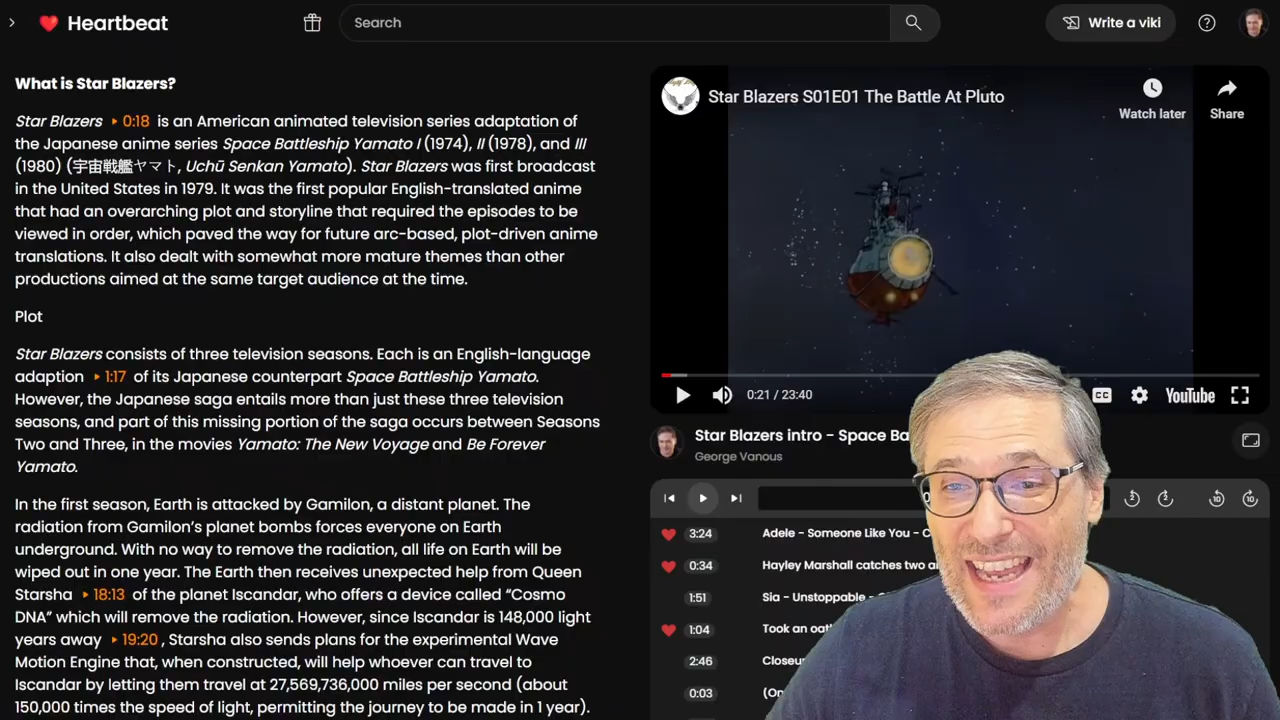 Heartbeat
Search
Write a viki
What is Star Blazers?
Star Blazers 0:18 is an American animated television series adaptation of
the Japanese anime series Space Battleship Yamato I (1974), II (1978), and III
(1980) (宇宙戦艦ヤマト, Uchū Senkan Yamato). Star Blazers was first broadcast
in the United States in 1979. It was the first popular English-translated anime
that had an overarching plot and storyline that required the episodes to be
viewed in order, which paved the way for future arc-based, plot-driven anime
translations. It also dealt with somewhat more mature themes than other
productions aimed at the same target audience at the time.
Plot
Star Blazers consists of three television seasons. Each is an English-language
adaption 1:17 of its Japanese counterpart Space Battleship Yamato.
However, the Japanese saga entails more than just these three television
seasons, and part of this missing portion of the saga occurs between Seasons
Two and Three, in the movies Yamato: The New Voyage and Be Forever
Yamato.
In the first season, Earth is attacked by Gamilon, a distant planet. The
radiation from Gamilon's planet bombs forces everyone on Earth
underground. With no way to remove the radiation, all life on Earth will be
wiped out in one year. The Earth then receives unexpected help from Queen
Starsha 18:13 of the planet Iscandar, who offers a device called “Cosmo
DNA” which will remove the radiation. However, since Iscandar is 148,000 light
years away 19:20 , Starsha also sends plans for the experimental Wave
Motion Engine that, when constructed, will help whoever can travel to
Iscandar by letting them travel at 27,569,736,000 miles per second (about
150,000 times the speed of light, permitting the journey to be made in 1 year).
Star Blazers S01E01 The Battle At Pluto
Watch later
Share
0:21 / 23:40
CC
YouTube
Star Blazers intro - Space Ba
George Vanous
2
2
10
10
3:24 Adele - Someone Like You - C
0:34 Hayley Marshall catches two a
1:51 Sia - Unstoppable -
1:04 Took an oat
2:46 Closeu
0:03 (On